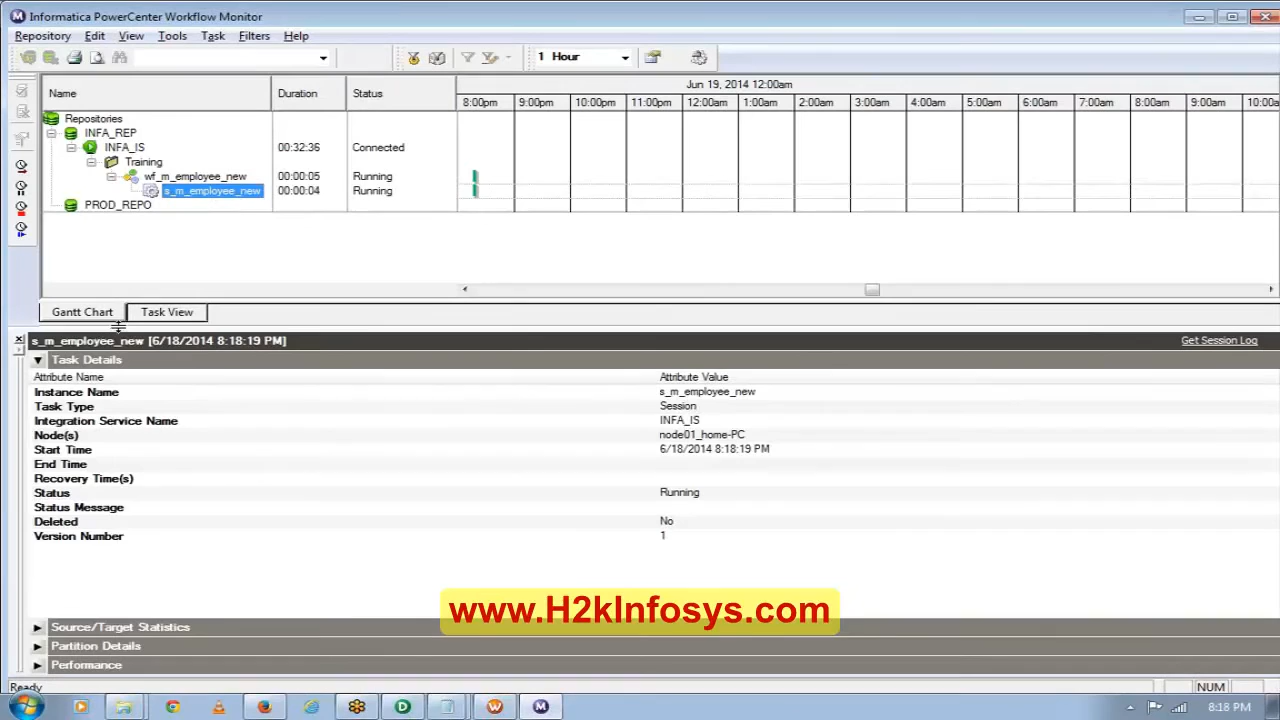 Informatica PowerCenter Workflow Monitor
Repository Edit View Tools Task Filters Help
1 Hour
Name Duration Status Jun 19, 2014 12:00am
8:00pm 9:00pm 10:00pm 11:00pm 12:00am 1:00am 2:00am 3:00am 4:00am 5:00am 6:00am 7:00am 8:00am 9:00am 10:00a
Repositories
INFA_REP
INFA_IS 00:32:36 Connected
Training
wf_m_employee_new 00:00:05 Running
s_m_employee_new 00:00:04 Running
PROD_REPO
Gantt Chart Task View
s_m_employee_new [6/18/2014 8:18:19 PM] Get Session Log
Task Details
Attribute Name Attribute Value
Instance Name s_m_employee_new
Task Type Session
Integration Service Name INFA_IS
Node(s) node01_home-PC
Start Time 6/18/2014 8:18:19 PM
End Time
Recovery Time(s)
Status Running
Status Message
Deleted No
Version Number 1
www.H2kInfosys.com
Source/Target Statistics
Partition Details
Performance
Ready NUM
8:18 PM